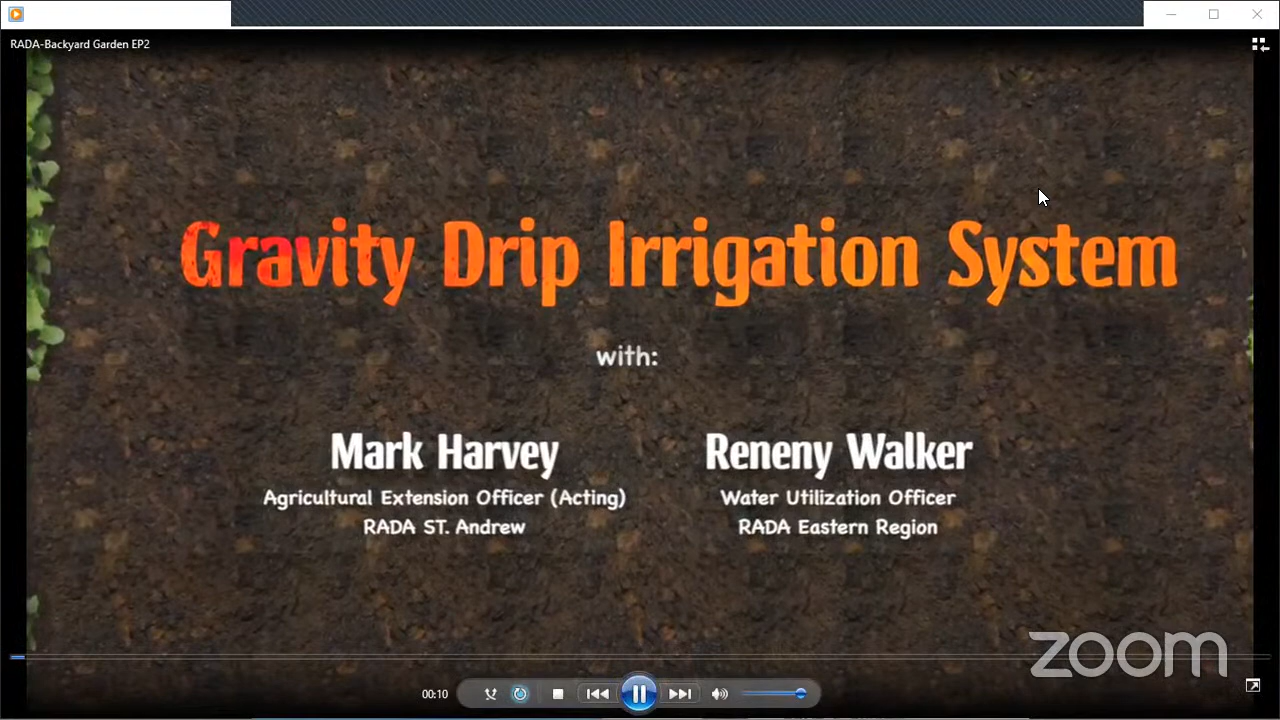 RADA-Backyard Garden EP2
Gravity Drip Irrigation System
with:
Mark Harvey
Reneny Walker
Agricultural Extension Officer (Acting)
Water Utilization Officer
RADA ST. Andrew
RADA Eastern Region
zoom
00:10